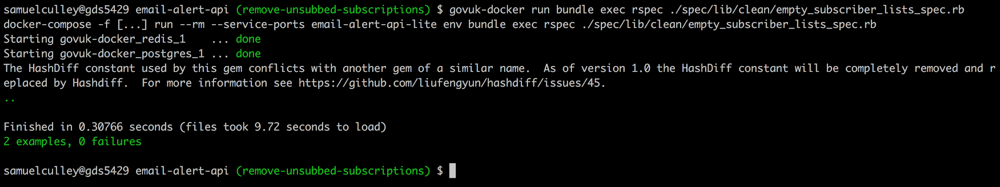 samuelculley@gds5429 email-alert-api (remove-unsubbed-subscriptions) $ govuk-docker run bundle exec rspec ./spec/lib/clean/empty_subscriber_lists_spec.rb
docker-compose -f [...] run --rm --service-ports email-alert-api-lite env bundle exec rspec ./spec/lib/clean/empty_subscriber_lists_spec.rb
Starting govuk-docker_redis_1    ... done
Starting govuk-docker_postgres_1 ... done
The HashDiff constant used by this gem conflicts with another gem of a similar name.  As of version 1.0 the HashDiff constant will be completely removed and r
eplaced by Hashdiff.  For more information see https://github.com/liufengyun/hashdiff/issues/45.
..
Finished in 0.30766 seconds (files took 9.72 seconds to load)
2 examples, 0 failures
samuelculley@gds5429 email-alert-api (remove-unsubbed-subscriptions) $